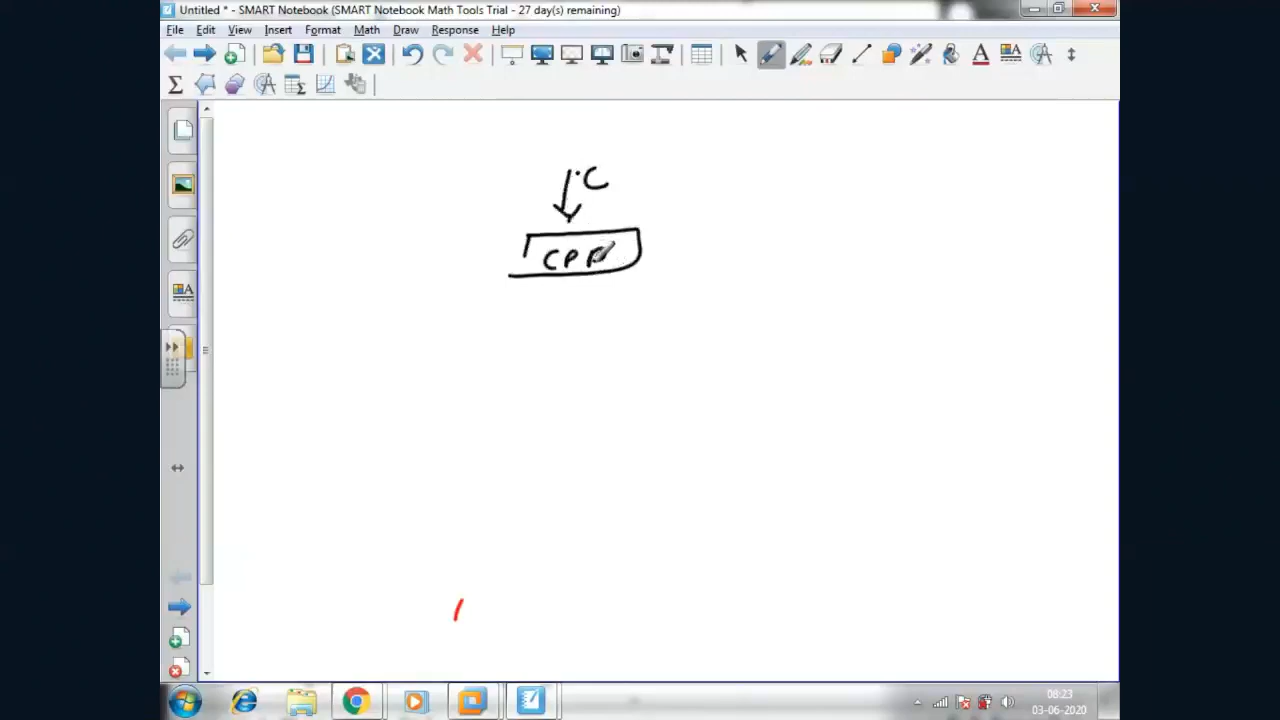 Untitled * - SMART Notebook (SMART Notebook Math Tools Trial - 27 day(s) remaining)
File Edit View Insert Format Math Draw Response Help
.C
CPP
08:23
03-06-2020